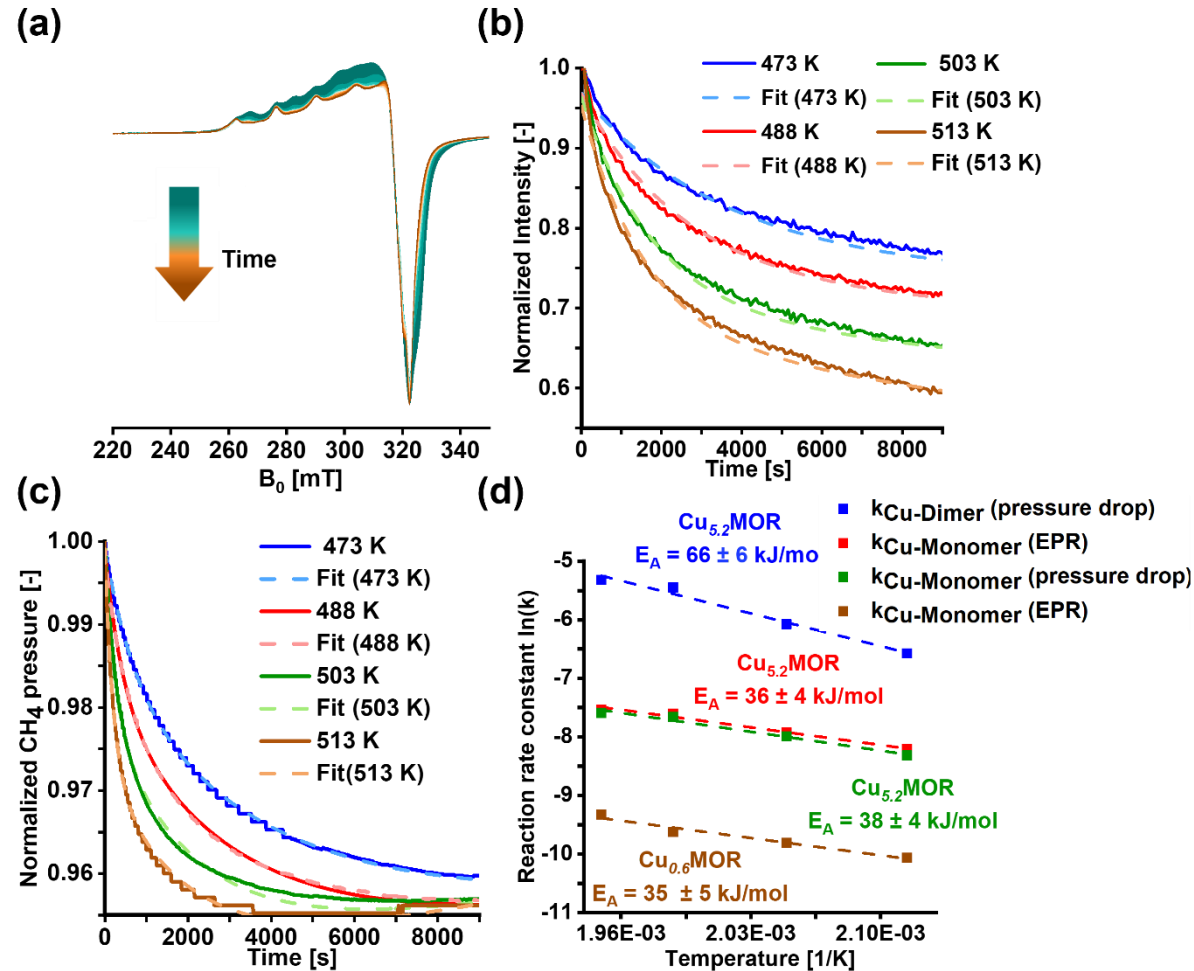 (a)
Time
220 240 260 280 300 320 340
B0 [mT]
(b)
473 K
503 K
Fit (473 K)
Fit (503 K)
488 K
513 K
Fit (488 K)
Fit (513 K)
1.0
0.9
0.8
0.7
0.6
Normalized Intensity [-]
0 2000 4000 6000 8000
Time [s]
(c)
473 K
Fit (473 K)
488 K
Fit (488 K)
503 K
Fit (503 K)
513 K
Fit(513 K)
1.00
0.99
0.98
0.97
0.96
Normalized CH4 pressure [-]
0 2000 4000 6000 8000
Time [s]
(d)
kCu-Dimer (pressure drop)
kCu-Monomer (EPR)
kCu-Monomer (pressure drop)
kCu-Monomer (EPR)
Cu5.2MOR
EA = 66 ± 6 kJ/mo
Cu5.2MOR
EA = 36 ± 4 kJ/mol
Cu5.2MOR
EA = 38 ± 4 kJ/mol
Cu0.6MOR
EA = 35 ± 5 kJ/mol
-5
-6
-7
-8
-9
-10
-11
Reaction rate constant ln(k)
1.96E-03 2.03E-03 2.10E-03
Temperature [1/K]